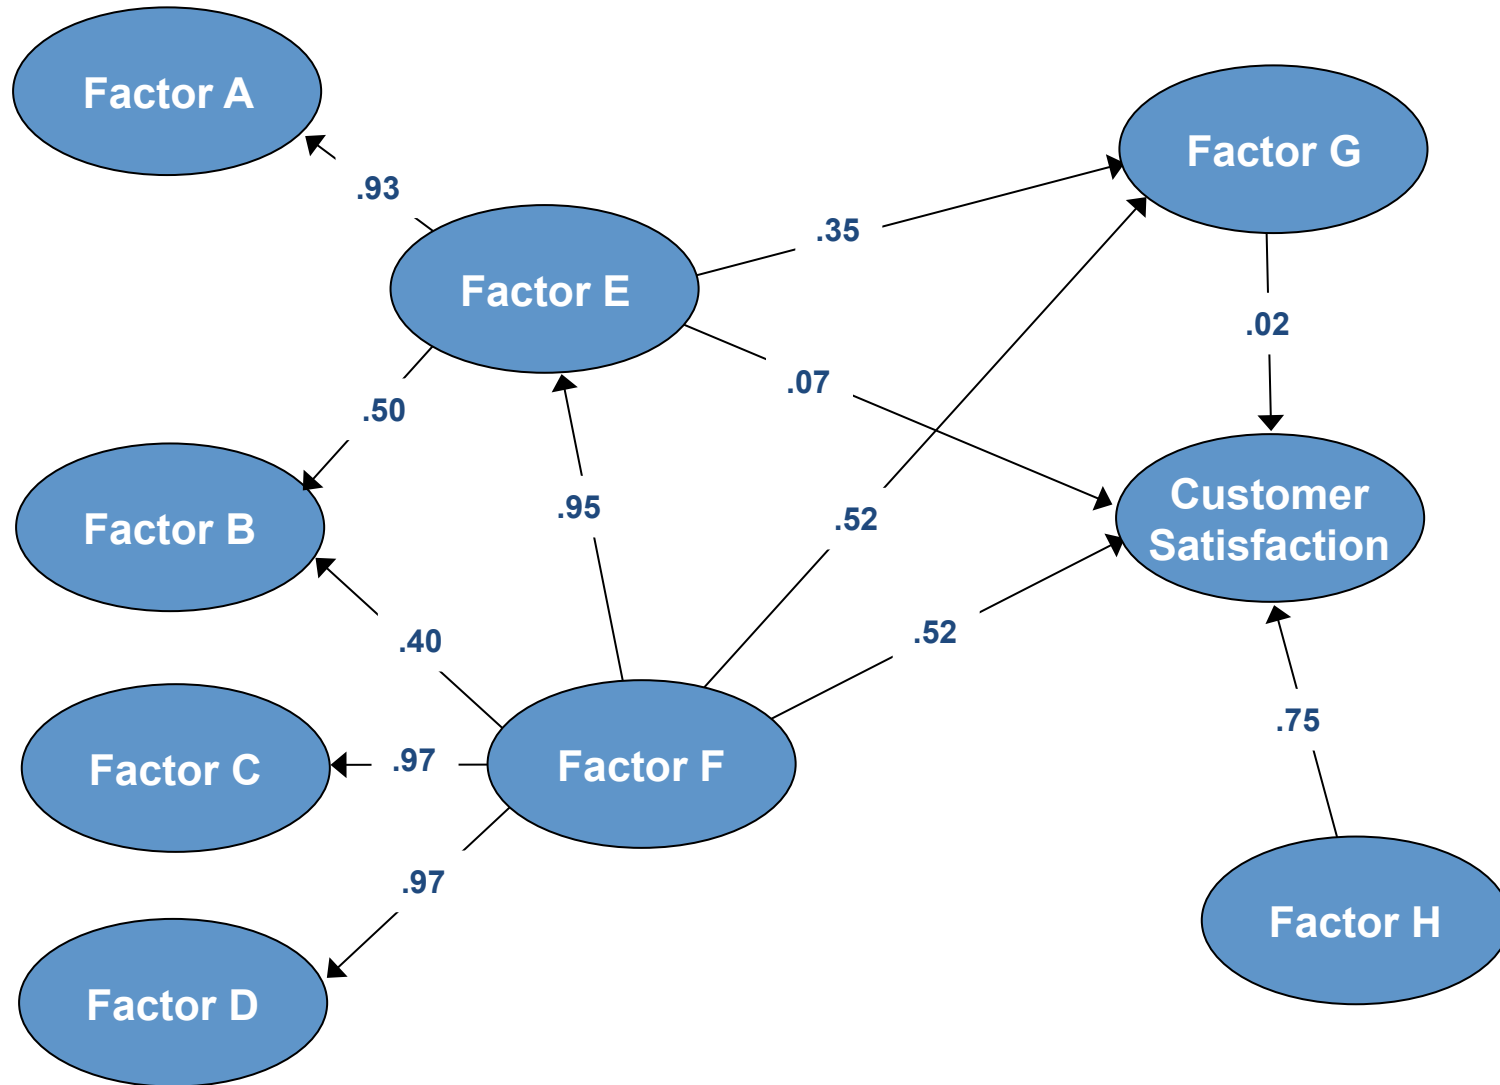 Factor A
.93
Factor G
.35
Factor E
.02
.07
.50
Customer
Satisfaction
Factor B
.95
.52
.40
.52
Factor C
.97
Factor F
.75
.97
Factor H
Factor D